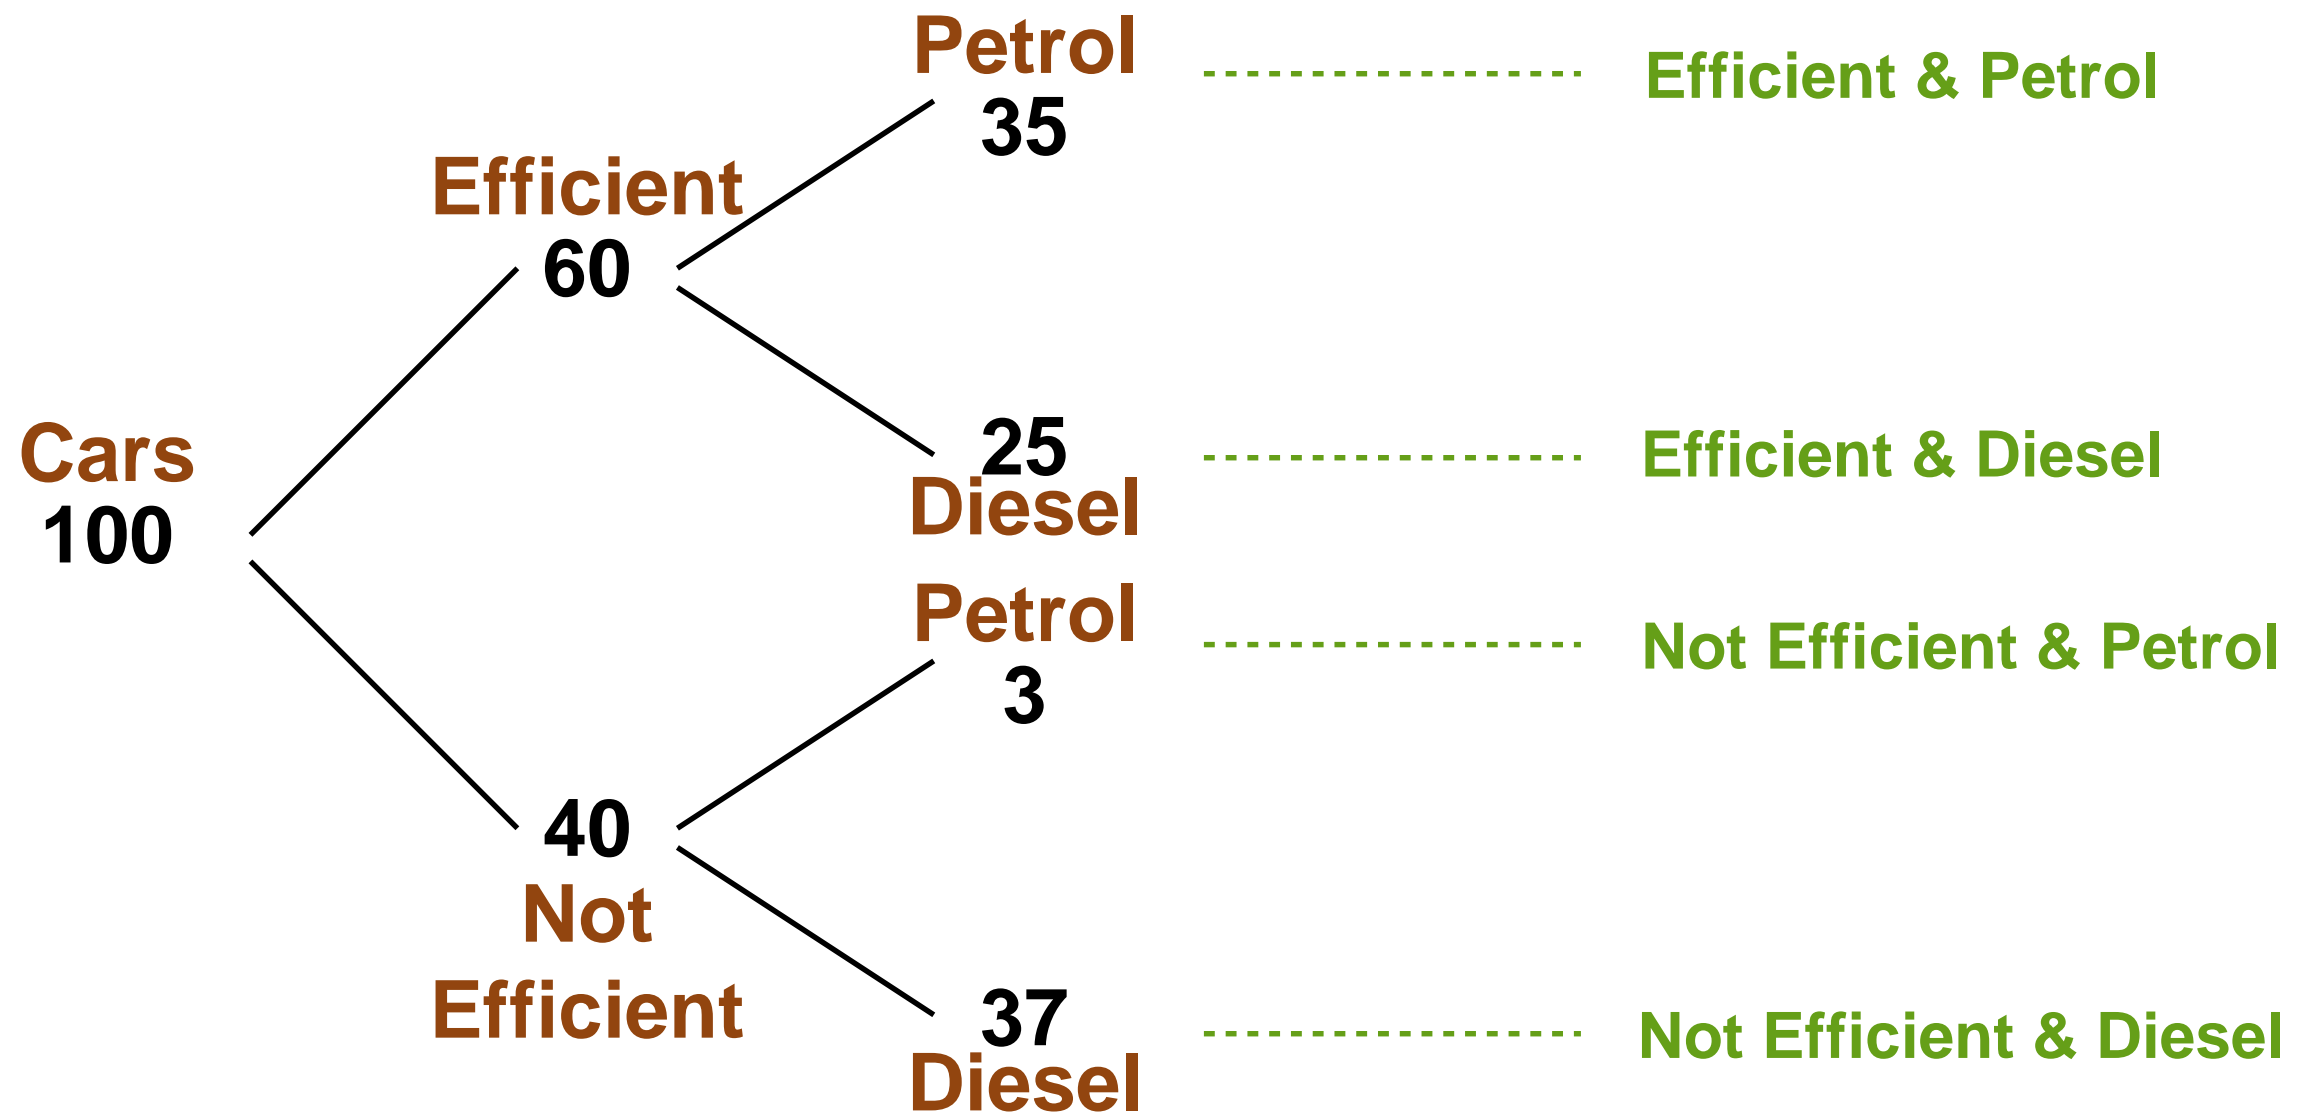 Petrol
35
Efficient & Petrol
Efficient
60
25
Diesel
Efficient & Diesel
Cars
100
Petrol
3
Not Efficient & Petrol
40
Not
Efficient
37
Diesel
Not Efficient & Diesel